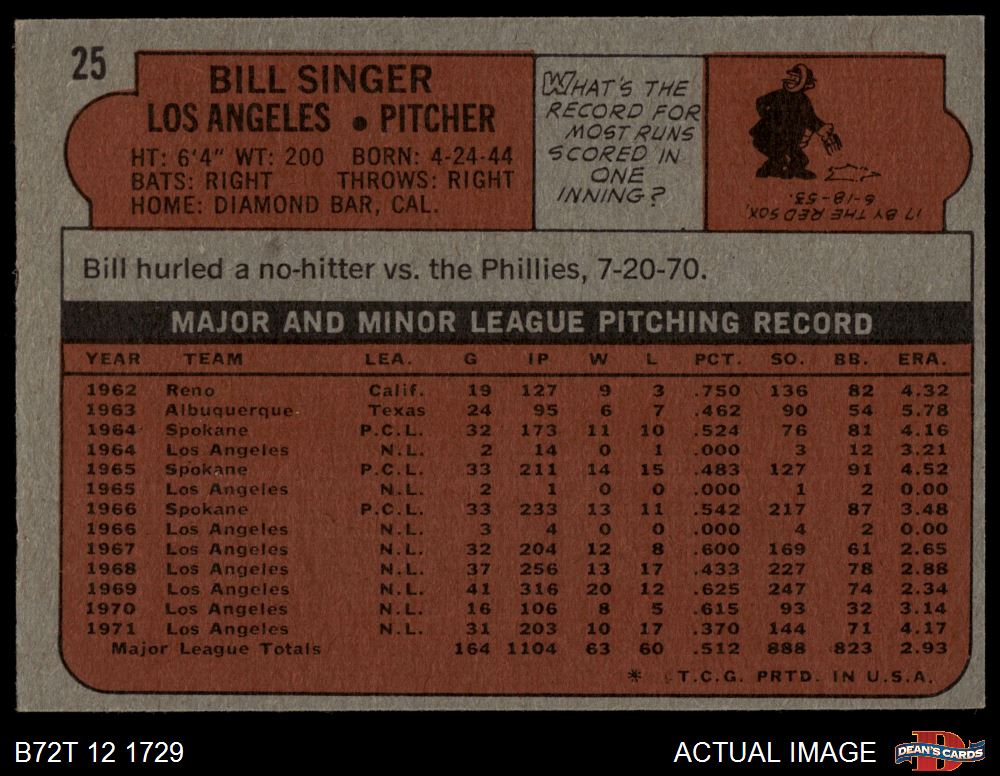 25
BILL SINGER
LOS ANGELES • PITCHER
HT: 6'4" WT: 200 BORN: 4-24-44
BATS: RIGHT THROWS: RIGHT
HOME: DIAMOND BAR, CAL.
WHAT'S THE
RECORD FOR
MOST RUNS
SCORED IN
ONE
INNING?
17 BY THE RED SOX,
6-18-53.
Bill hurled a no-hitter vs. the Phillies, 7-20-70.
MAJOR AND MINOR LEAGUE PITCHING RECORD
YEAR TEAM LEA. G IP W L PCT. SO. BB. ERA.
1962 Reno Calif. 19 127 9 3 .750 136 82 4.32
1963 Albuquerque Texas 24 95 6 7 .462 90 54 5.78
1964 Spokane P.C.L. 32 173 11 10 .524 76 81 4.16
1964 Los Angeles N.L. 2 14 0 1 .000 3 12 3.21
1965 Spokane P.C.L. 33 211 14 15 .483 127 91 4.52
1965 Los Angeles N.L. 2 1 0 0 .000 1 2 0.00
1966 Spokane P.C.L. 33 233 13 11 .542 217 87 3.48
1966 Los Angeles N.L. 3 4 0 0 .000 4 2 0.00
1967 Los Angeles N.L. 32 204 12 8 .600 169 61 2.65
1968 Los Angeles N.L. 37 256 13 17 .433 227 78 2.88
1969 Los Angeles N.L. 41 316 20 12 .625 247 74 2.34
1970 Los Angeles N.L. 16 106 8 5 .615 93 32 3.14
1971 Los Angeles N.L. 31 203 10 17 .370 144 71 4.17
Major League Totals 164 1104 63 60 .512 888 823 2.93
* T.C.G. PRTD. IN U.S.A.
B72T 12 1729
ACTUAL IMAGE
DEAN'S CARDS